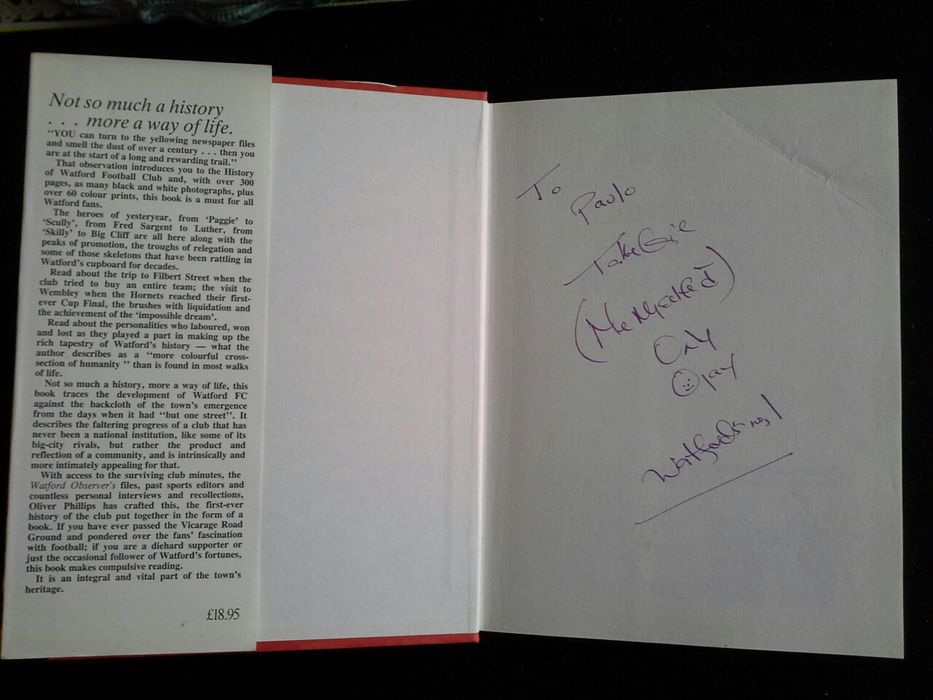 Not so much a history
. . . more a way of life.
"YOU can turn to the yellowing newspaper files
and smell the dust of over a century . . . then you
are at the start of a long and rewarding trail."
That observation introduces you to the History
of Watford Football Club and, with over 300
pages, as many black and white photographs, plus
over 60 colour prints, this book is a must for all
Watford fans.
The heroes of yesteryear, from 'Paggie' to
'Scully', from Fred Sargent to Luther, from
'Skilly' to Big Cliff are all here along with the
peaks of promotion, the troughs of relegation and
some of those skeletons that have been rattling in
Watford's cupboard for decades.
Read about the trip to Filbert Street when the
club tried to buy an entire team; the visit to
Wembley when the Hornets reached their first-
ever Cup Final, the brushes with liquidation and
the achievement of the 'impossible dream'.
Read about the personalities who laboured, won
and lost as they played a part in making up the
rich tapestry of Watford's history — what the
author describes as a "more colourful cross-
section of humanity " than is found in most walks
of life.
Not so much a history, more a way of life, this
book traces the development of Watford FC
against the backcloth of the town's emergence
from the days when it had "but one street". It
describes the faltering progress of a club that has
never been a national institution, like some of its
big-city rivals, but rather the product and
reflection of a community, and is intrinsically and
more intimately appealing for that.
With access to the surviving club minutes, the
Watford Observer's files, past sports editors and
countless personal interviews and recollections,
Oliver Phillips has crafted this, the first-ever
history of the club put together in the form of a
book. If you have ever passed the Vicarage Road
Ground and pondered over the fans' fascination
with football; if you are a diehard supporter or
just the occasional follower of Watford's fortunes,
this book makes compulsive reading.
It is an integral and vital part of the town's
heritage.
£18.95
To
Paulo
Take
Only